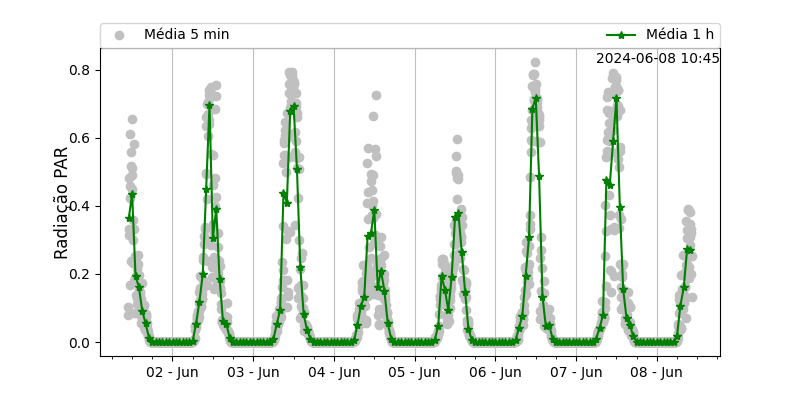 Média 5 min
Média 1 h
2024-06-08 10:45
Radiação PAR
0.8
0.6
0.4
0.2
0.0
02 - Jun
03 - Jun
04 - Jun
05 - Jun
06 - Jun
07 - Jun
08 - Jun